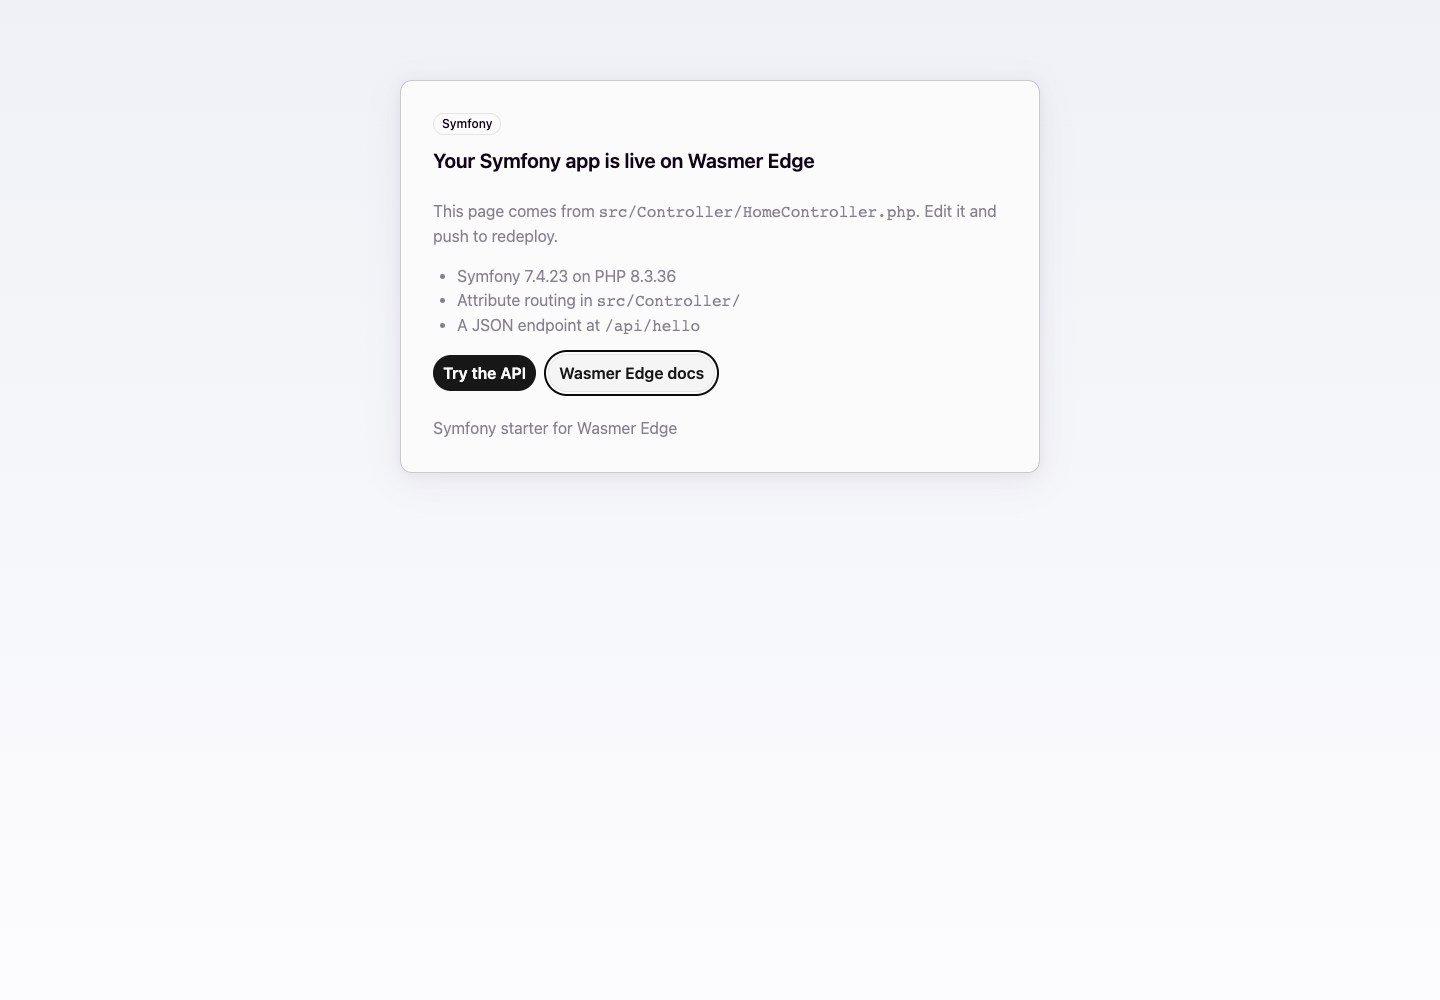 Symfony
Your Symfony app is live on Wasmer Edge
This page comes from src/Controller/HomeController.php. Edit it and
push to redeploy.
• Symfony 7.4.23 on PHP 8.3.36
• Attribute routing in src/Controller/
• A JSON endpoint at /api/hello
Try the API
Wasmer Edge docs
Symfony starter for Wasmer Edge